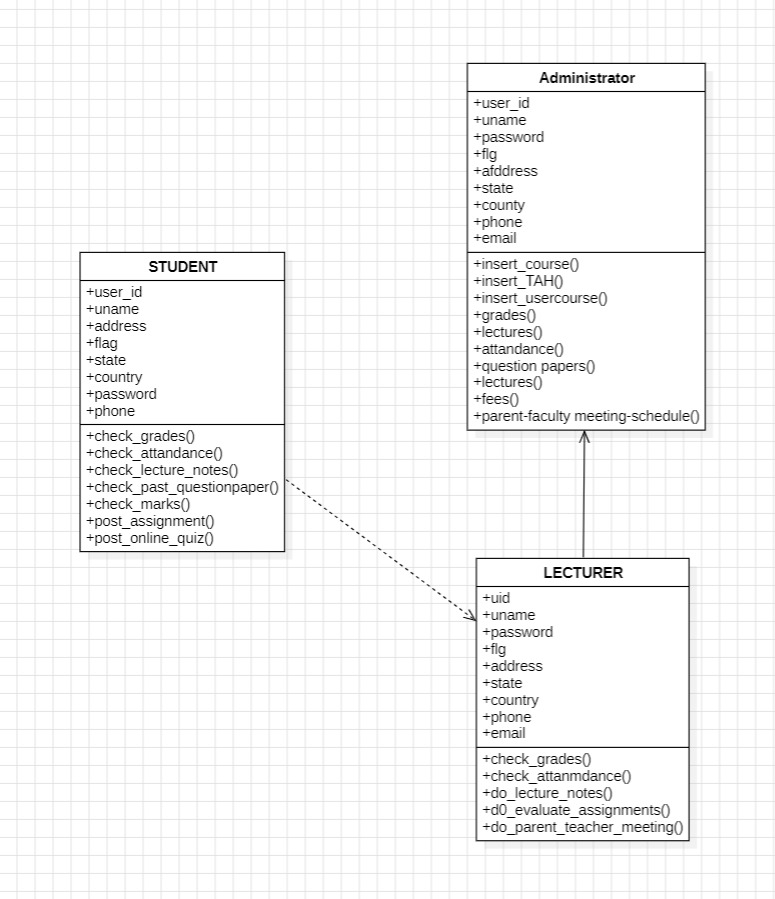 Administrator
+user_id
+uname
+password
+flg
+afddress
+state
+county
+phone
+email
+insert_course()
+insert_TAH()
+insert_usercourse()
+grades()
+lectures()
+attandance()
+question papers()
+lectures()
+fees()
+parent-faculty meeting-schedule()
STUDENT
+user_id
+uname
+address
+flag
+state
+country
+password
+phone
+check_grades()
+check_attandance()
+check_lecture_notes()
+check_past_questionpaper()
+check_marks()
+post_assignment()
+post_online_quiz()
LECTURER
+uid
+uname
+password
+flg
+address
+state
+country
+phone
+email
+check_grades()
+check_attanmdance()
+do_lecture_notes()
+d0_evaluate_assignments()
+do_parent_teacher_meeting()